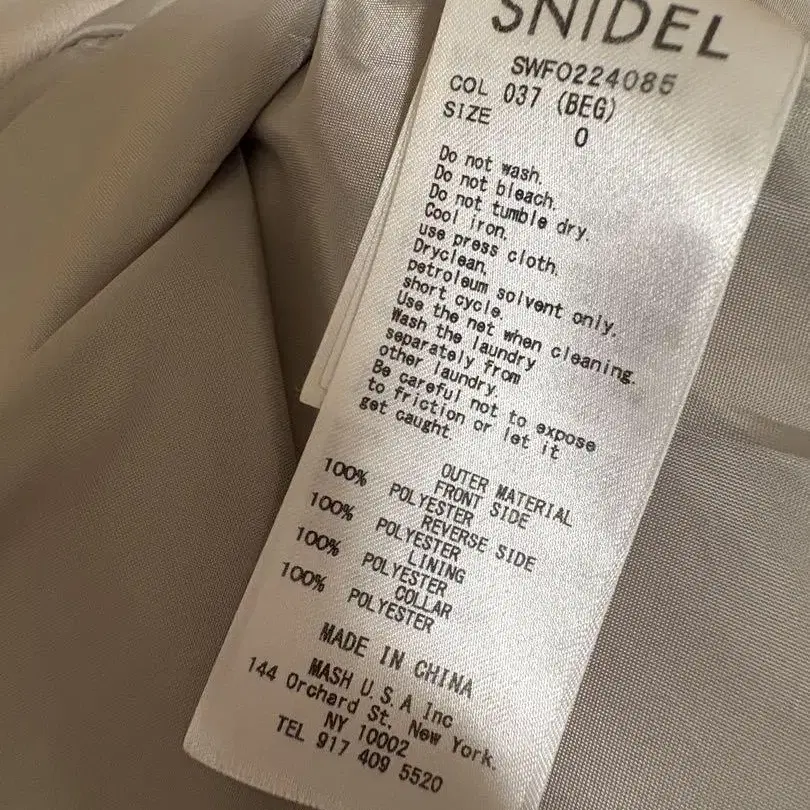 SNIDEL
SWFO224085
COL 037 (BEG)
SIZE 0
Do not wash.
Do not bleach.
Do not tumble dry.
Cool iron.
use press cloth.
Dryclean.
petroleum solvent only.
short cycle.
Use the net when cleaning.
Wash the laundry
separately from
other laundry.
Be careful not to expose
to friction or let it
get caught.
OUTER MATERIAL
FRONT SIDE
100% POLYESTER
REVERSE SIDE
100% POLYESTER
LINING
100% POLYESTER
COLLAR
100% POLYESTER
MADE IN CHINA
MASH U.S.A Inc
144 Orchard St. New York.
NY 10002
TEL 917 409 5520